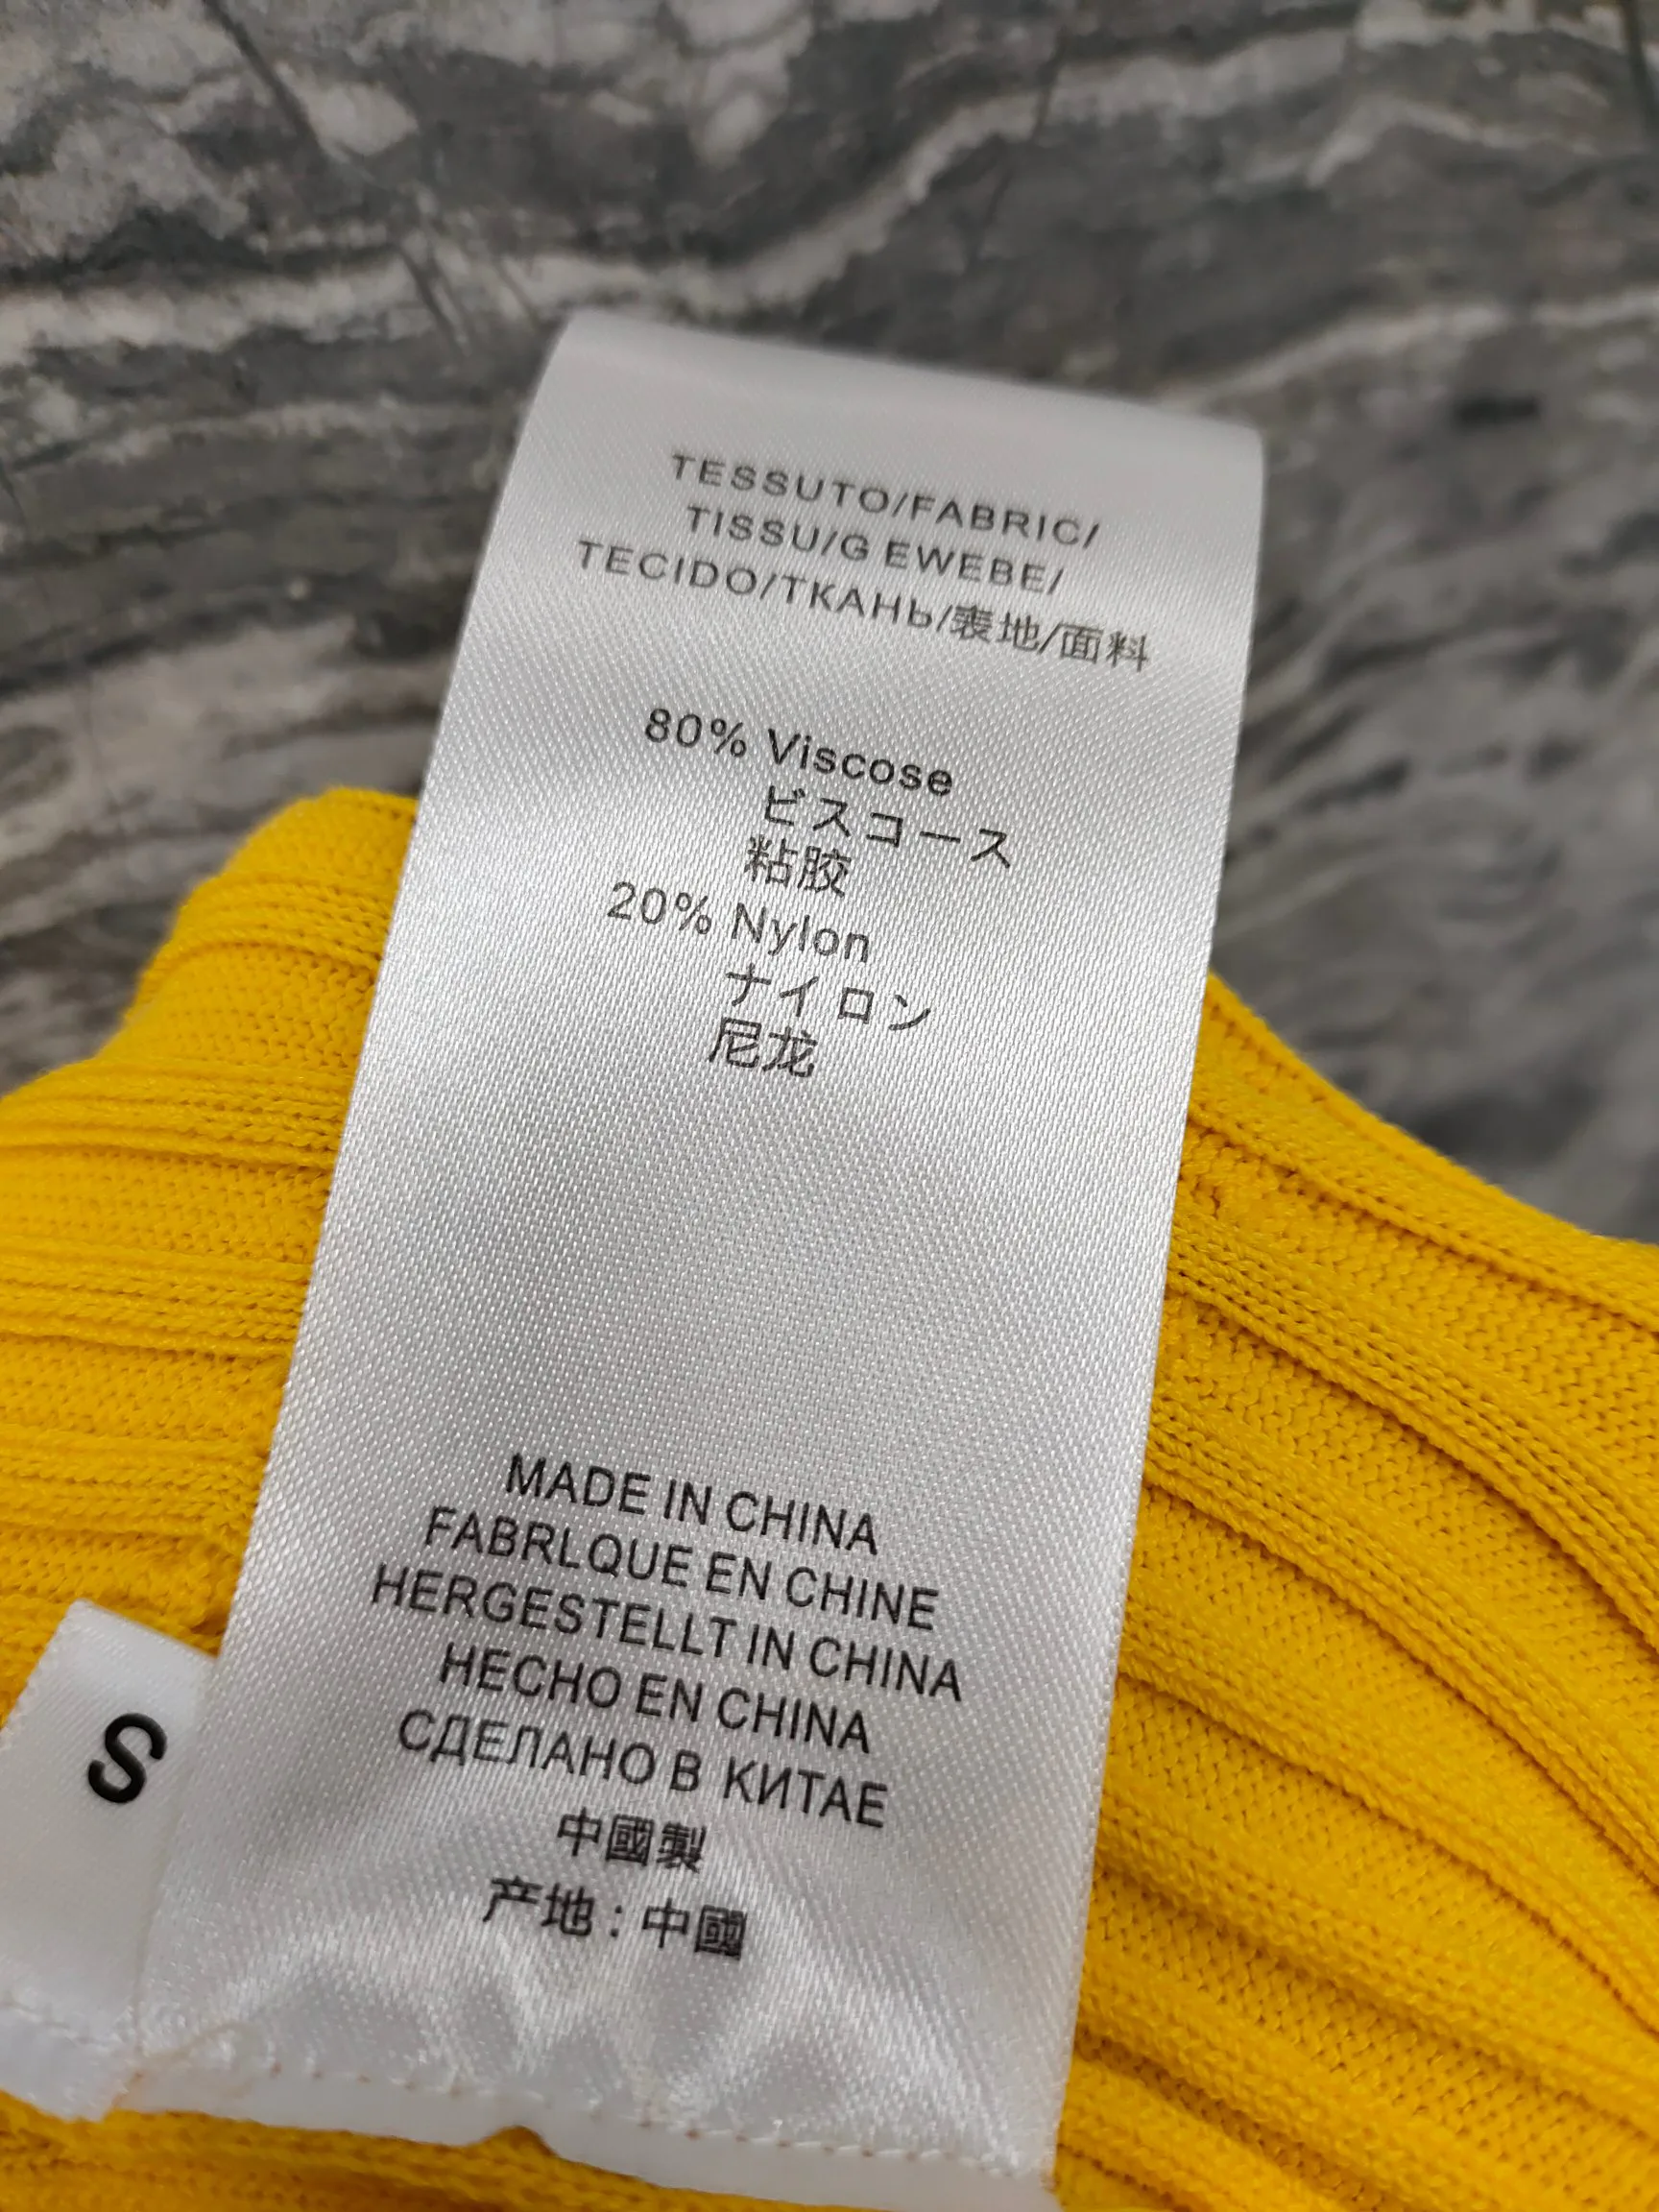 TESSUTO/FABRIC/
TISSU/G EWEBE/
TECIDO/ТКАНЬ/表地/面料
80% Viscose
ビスコース
粘胶
20% Nylon
ナイロン
尼龙
MADE IN CHINA
FABRLQUE EN CHINE
HERGESTELLT IN CHINA
HECHO EN CHINA
СДЕЛАНО В КИТАЕ
中國製
产地：中國
S